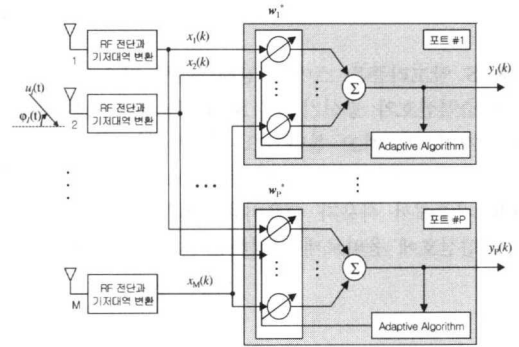 w₁*
RF 전단과
기저대역 변환
1
x₁(k)
포트 #1
x₂(k)
y₁(k)
Σ
uᵢ(t)
RF 전단과
기저대역 변환
2
φᵢ(t)
Adaptive Algorithm
w_P*
포트 #P
Σ
y_P(k)
RF 전단과
기저대역 변환
M
x_M(k)
Adaptive Algorithm